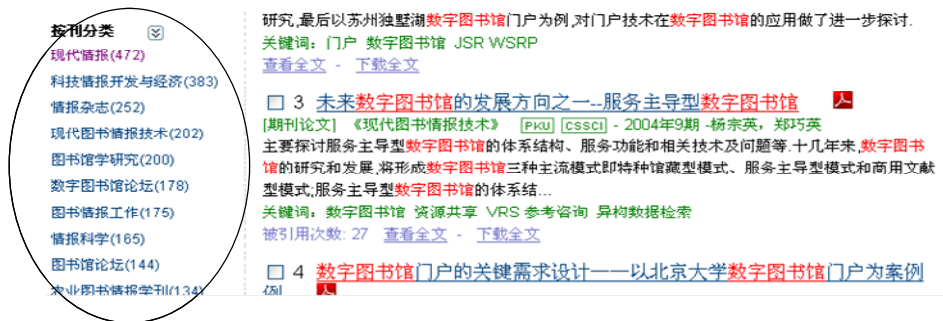 按刊分类
现代情报(472)
科技情报开发与经济(383)
情报杂志(252)
现代图书情报技术(202)
图书馆学研究(200)
数字图书馆论坛(178)
图书情报工作(175)
情报科学(165)
图书馆论坛(144)
农业图书情报学刊(134)
研究,最后以苏州独墅湖数字图书馆门户为例,对门户技术在数字图书馆的应用做了进一步探讨.
关键词：门户 数字图书馆 JSR WSRP
查看全文 - 下载全文
3 未来数字图书馆的发展方向之一--服务主导型数字图书馆
[期刊论文] 《现代图书情报技术》 PKU CSSCI - 2004年9期 -杨宗英，郑巧英
主要探讨服务主导型数字图书馆的体系结构、服务功能和相关技术及问题等.十几年来,数字图书
馆的研究和发展,将形成数字图书馆三种主流模式即特种馆藏型模式、服务主导型模式和商用文献
型模式;服务主导型数字图书馆的体系结...
关键词：数字图书馆 资源共享 VRS 参考咨询 异构数据检索
被引用次数: 27 查看全文 - 下载全文
4 数字图书馆门户的关键需求设计——以北京大学数字图书馆门户为案例
例